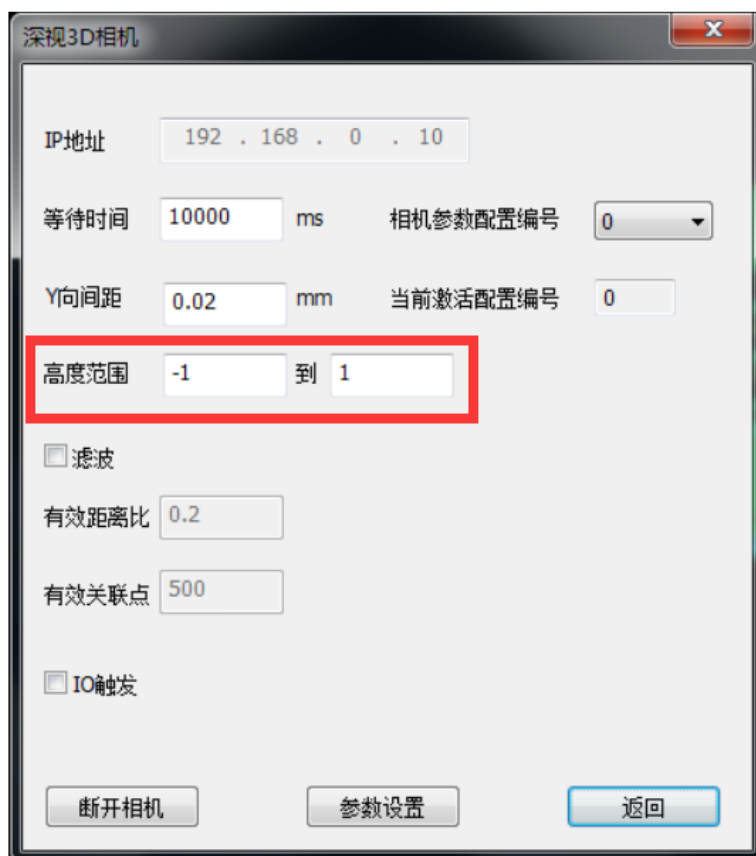 深视3D相机
IP地址 192 . 168 . 0 . 10
等待时间 10000 ms 相机参数配置编号 0
Y向间距 0.02 mm 当前激活配置编号 0
高度范围 -1 到 1
滤波
有效距离比 0.2
有效关联点 500
IO触发
断开相机 参数设置 返回